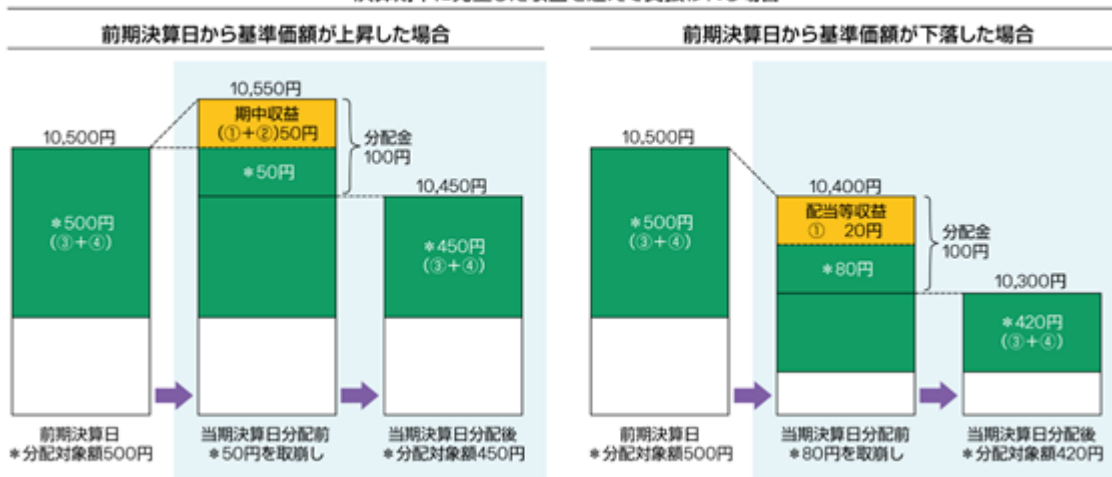 前期決算日から基準価額が上昇した場合
10,500円
*500円
(③+④)
10,550円
期中収益
(①+②)50円
*50円
分配金
100円
10,450円
*450円
(③+④)
前期決算日
*分配対象額500円
当期決算日分配前
*50円を取崩し
当期決算日分配後
*分配対象額450円
前期決算日から基準価額が下落した場合
10,500円
*500円
(③+④)
10,400円
配当等収益
① 20円
*80円
分配金
100円
10,300円
*420円
(③+④)
前期決算日
*分配対象額500円
当期決算日分配前
*80円を取崩し
当期決算日分配後
*分配対象額420円